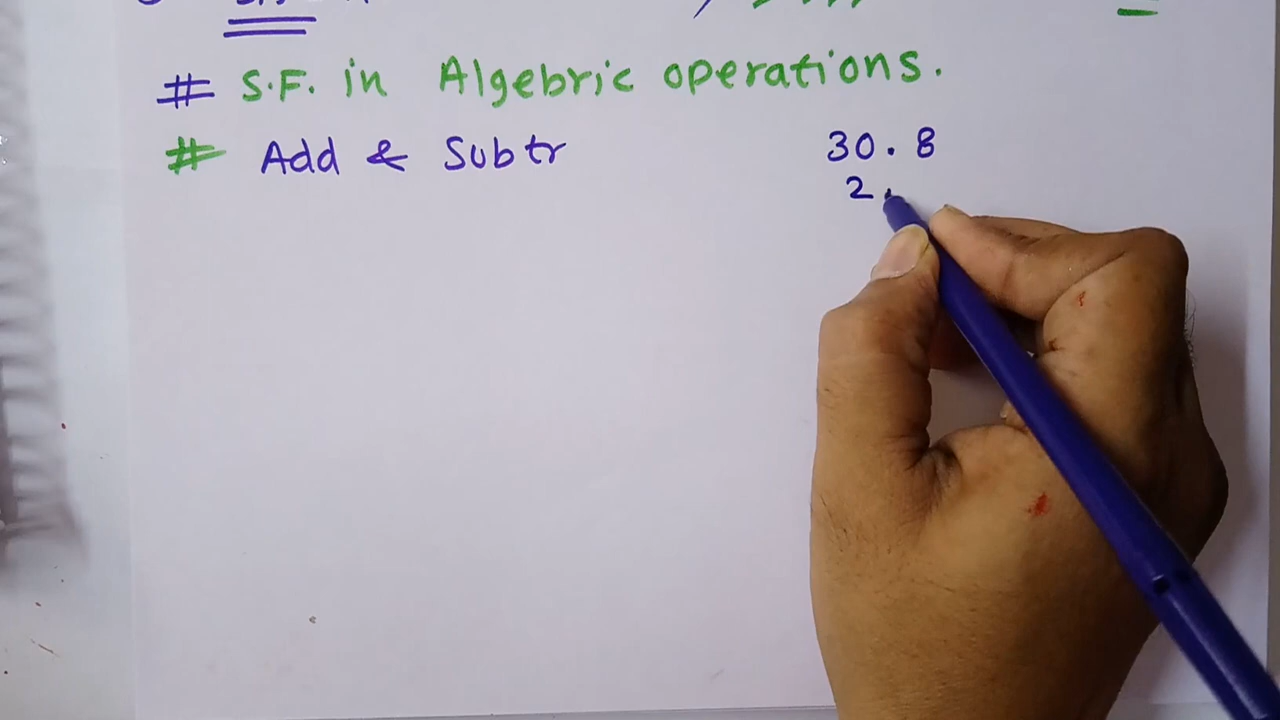 # S.F. in Algebric operations.
# Add & Subtr
30.8
2.